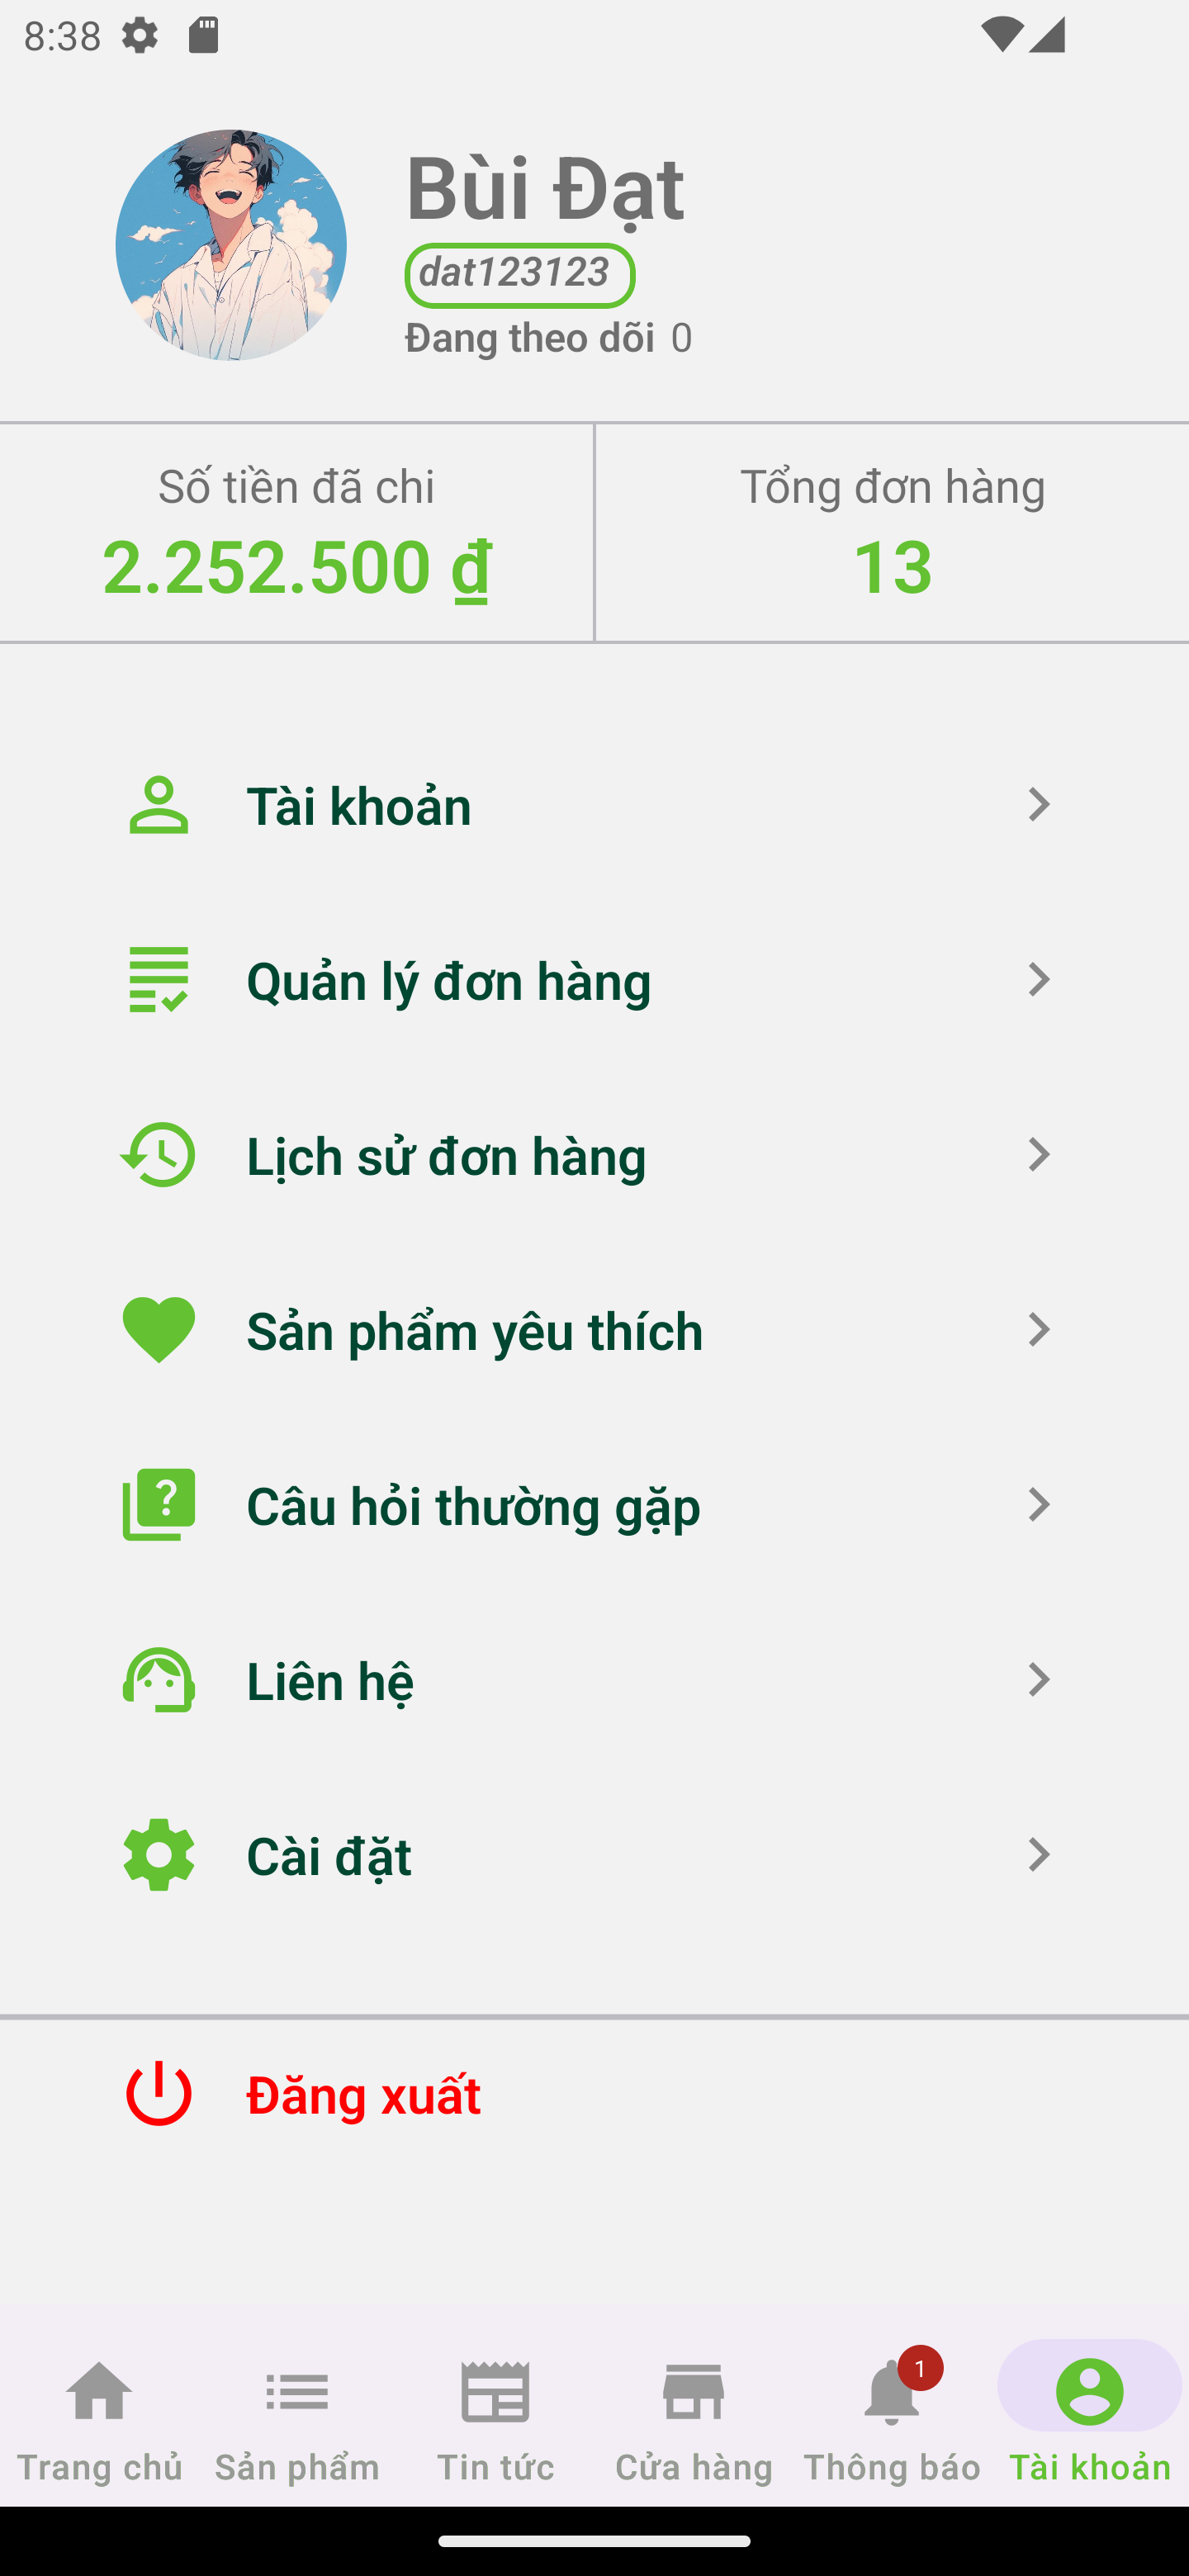 8:38
Bùi Đạt
dat123123
Đang theo dõi 0
Số tiền đã chi
2.252.500 ₫
Tổng đơn hàng
13
Tài khoản
Quản lý đơn hàng
Lịch sử đơn hàng
Sản phẩm yêu thích
?
Câu hỏi thường gặp
Liên hệ
Cài đặt
Đăng xuất
1
Trang chủ
Sản phẩm
Tin tức
Cửa hàng
Thông báo
Tài khoản